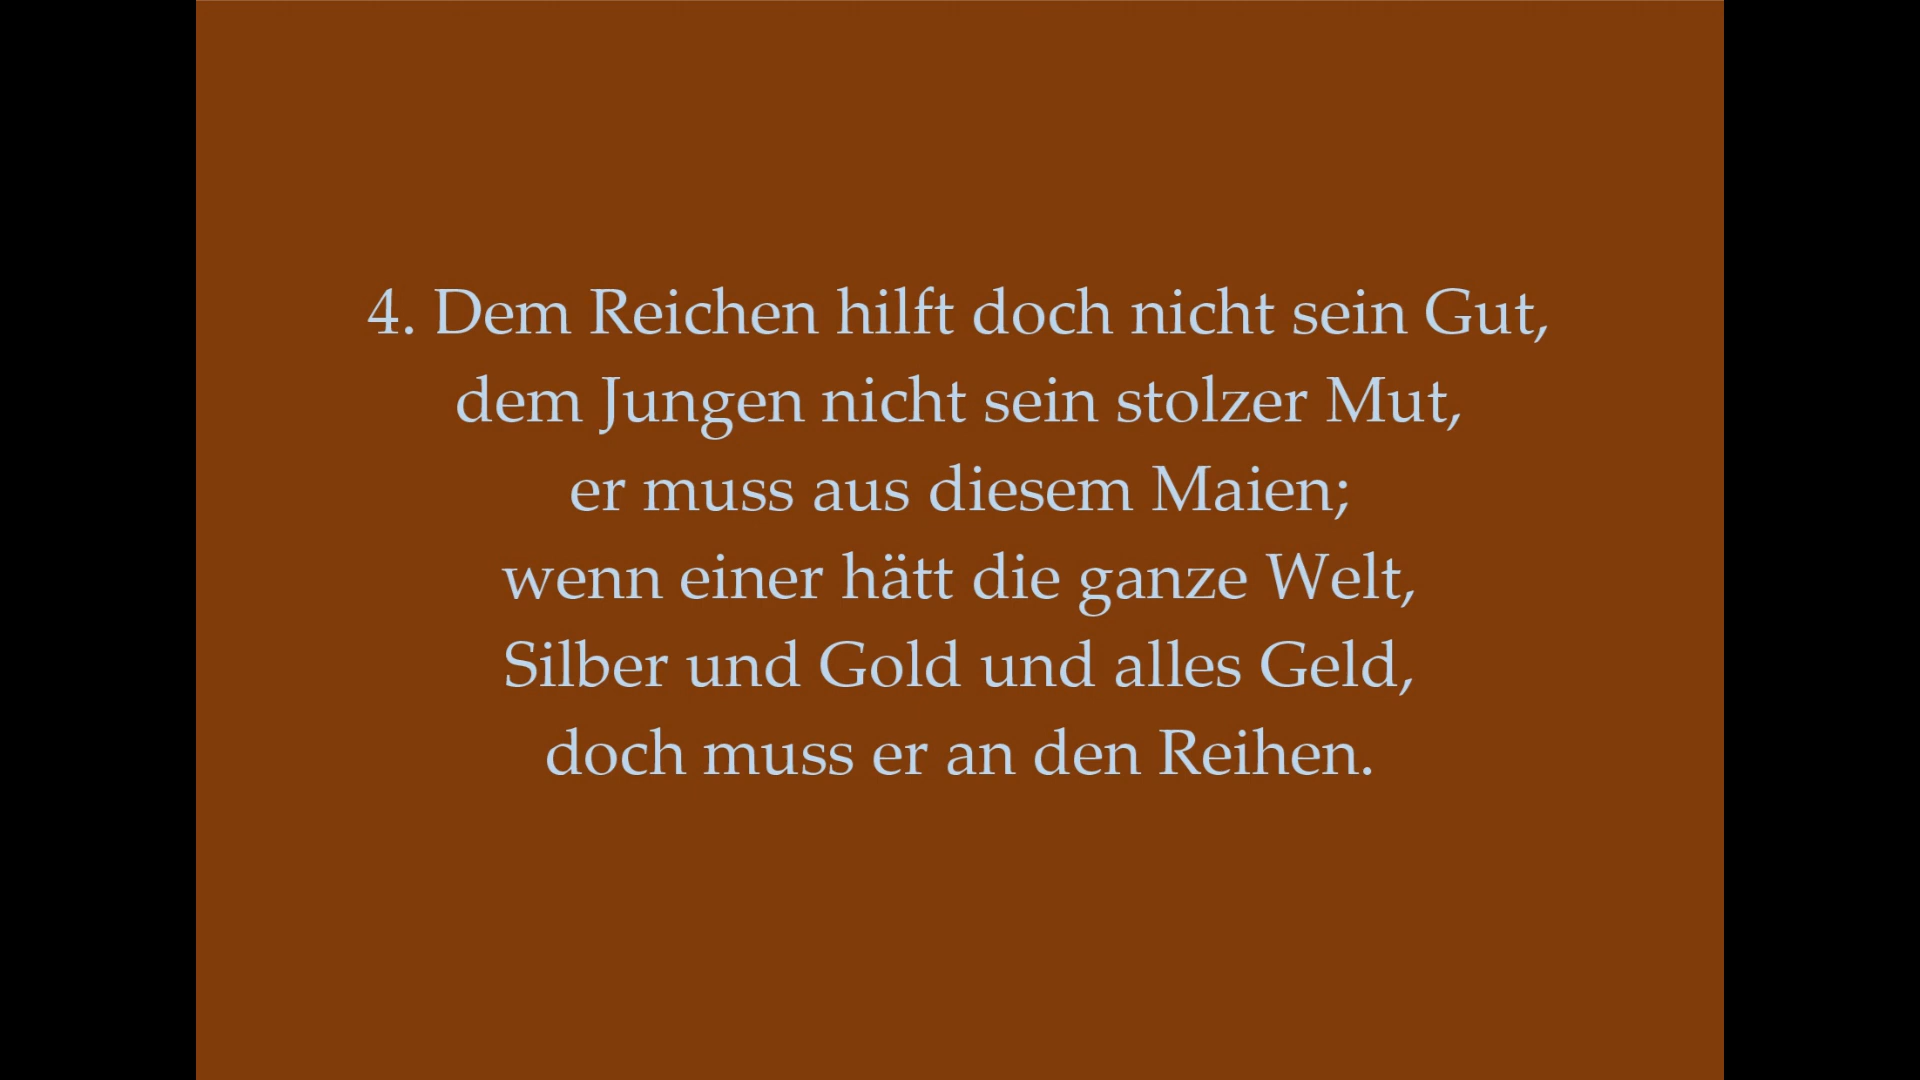 4. Dem Reichen hilft doch nicht sein Gut,
dem Jungen nicht sein stolzer Mut,
er muss aus diesem Maien;
wenn einer hätt die ganze Welt,
Silber und Gold und alles Geld,
doch muss er an den Reihen.